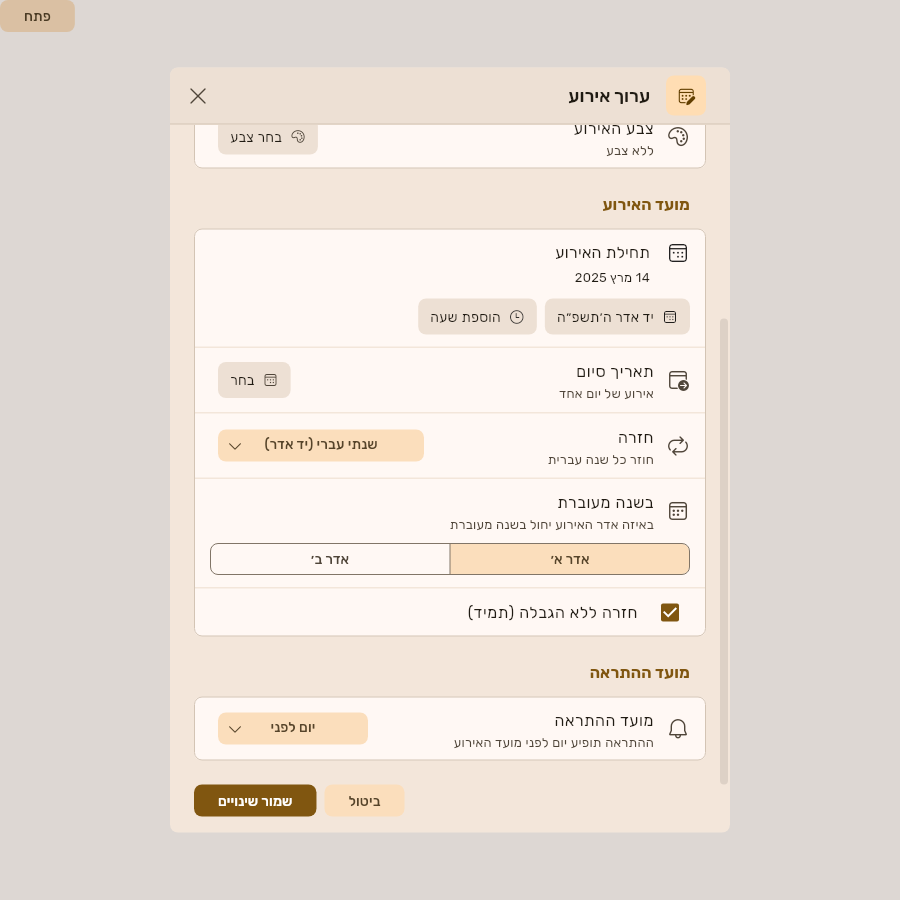 פתח
ערוך אירוע
צבע האירוע
ללא צבע
בחר צבע
מועד האירוע
תחילת האירוע
14 מרץ 2025
יד אדר ה׳תשפ״ה
הוספת שעה
תאריך סיום
אירוע של יום אחד
בחר
חזרה
חוזר כל שנה עברית
שנתי עברי (יד אדר)
בשנה מעוברת
באיזה אדר האירוע יחול בשנה מעוברת
אדר א׳
אדר ב׳
חזרה ללא הגבלה (תמיד)
מועד ההתראה
מועד ההתראה
ההתראה תופיע יום לפני מועד האירוע
יום לפני
ביטול
שמור שינויים